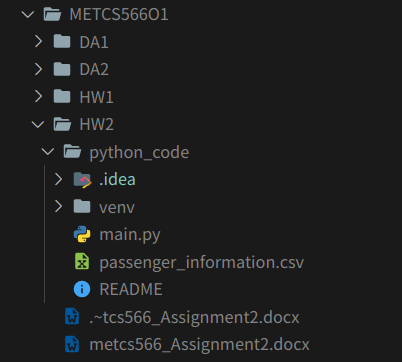 METCS566O1
DA1
DA2
HW1
HW2
python_code
.idea
venv
main.py
passenger_information.csv
README
.~tcs566_Assignment2.docx
metcs566_Assignment2.docx